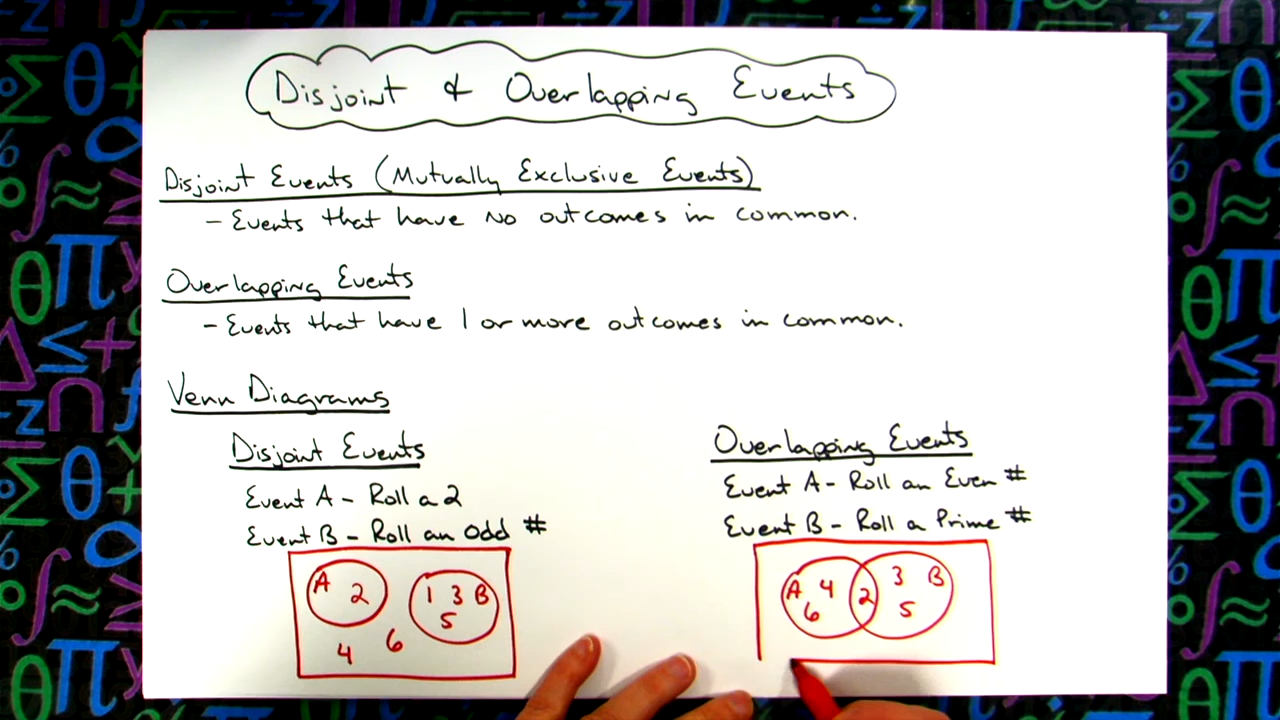 Disjoint & Overlapping Events
Disjoint Events (Mutually Exclusive Events)
- Events that have no outcomes in common.
Overlapping Events
- Events that have 1 or more outcomes in common.
Venn Diagrams
Disjoint Events
Event A - Roll a 2
Event B - Roll an Odd #
A 2
1 3 B
5
4 6
Overlapping Events
Event A - Roll an Even #
Event B - Roll a Prime #
A 4 2 3 B
6 5